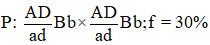 P: AD/ad Bb × AD/ad Bb; f = 30%